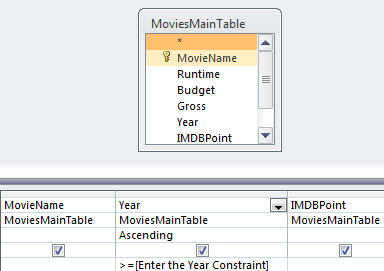 MoviesMainTable
*
MovieName
Runtime
Budget
Gross
Year
IMDBPoint
MovieName Year IMDBPoint
MoviesMainTable MoviesMainTable MoviesMainTable
Ascending
>=[Enter the Year Constraint]